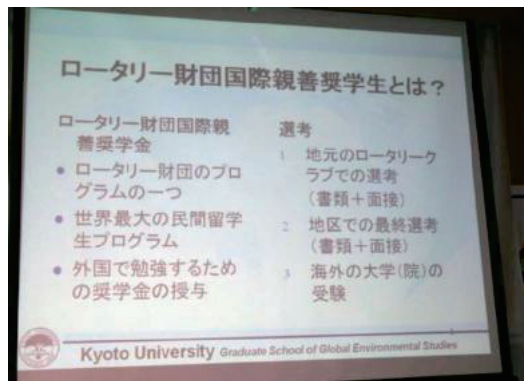 ロータリー財団国際親善奨学生とは？
ロータリー財団国際親
善奨学金
● ロータリー財団のプロ
グラムの一つ
● 世界最大の民間留学
生プログラム
● 外国で勉強するため
の奨学金の授与
選考
1 地元のロータリーク
ラブでの選考
(書類＋面接)
2 地区での最終選考
(書類＋面接)
3 海外の大学(院)の
受験
Kyoto University Graduate School of Global Environmental Studies